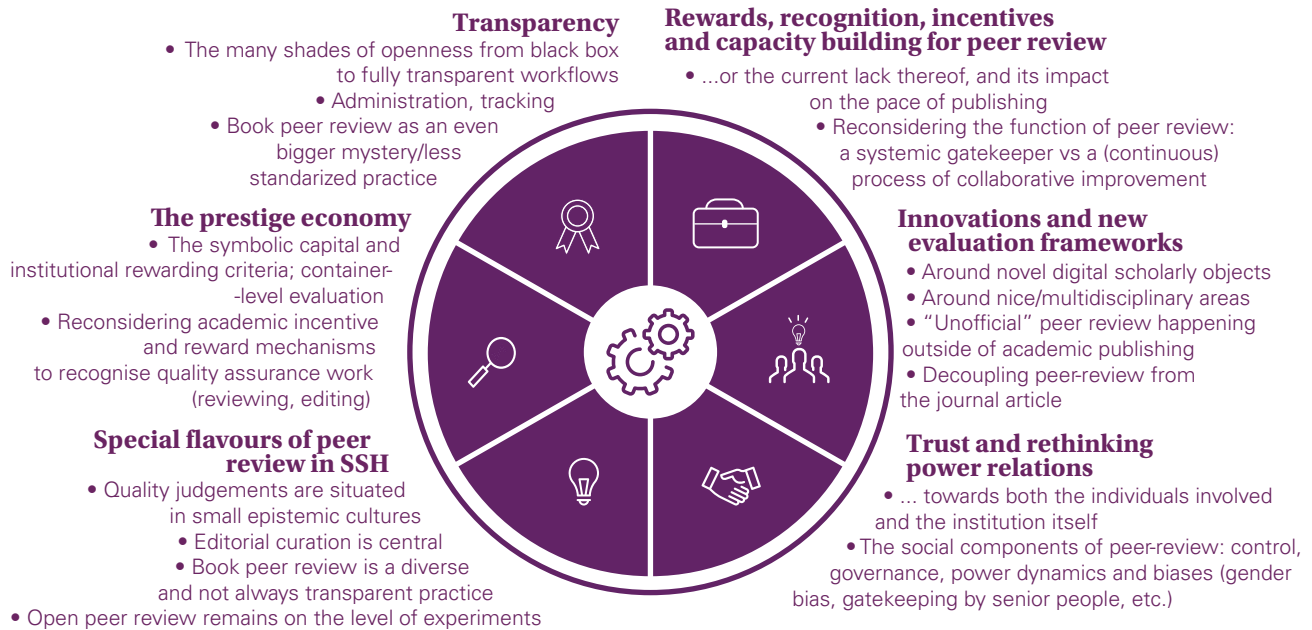 Transparency
• The many shades of openness from black box
to fully transparent workflows
• Administration, tracking
• Book peer review as an even
bigger mystery/less
standarized practice
The prestige economy
• The symbolic capital and
institutional rewarding criteria; container-
-level evaluation
• Reconsidering academic incentive
and reward mechanisms
to recognise quality assurance work
(reviewing, editing)
Special flavours of peer
review in SSH
• Quality judgements are situated
in small epistemic cultures
• Editorial curation is central
• Book peer review is a diverse
and not always transparent practice
• Open peer review remains on the level of experiments
Rewards, recognition, incentives
and capacity building for peer review
• ...or the current lack thereof, and its impact
on the pace of publishing
• Reconsidering the function of peer review:
a systemic gatekeeper vs a (continuous)
process of collaborative improvement
Innovations and new
evaluation frameworks
• Around novel digital scholarly objects
• Around nice/multidisciplinary areas
• “Unofficial” peer review happening
outside of academic publishing
• Decoupling peer-review from
the journal article
Trust and rethinking
power relations
• ... towards both the individuals involved
and the institution itself
• The social components of peer-review: control,
governance, power dynamics and biases (gender
bias, gatekeeping by senior people, etc.)